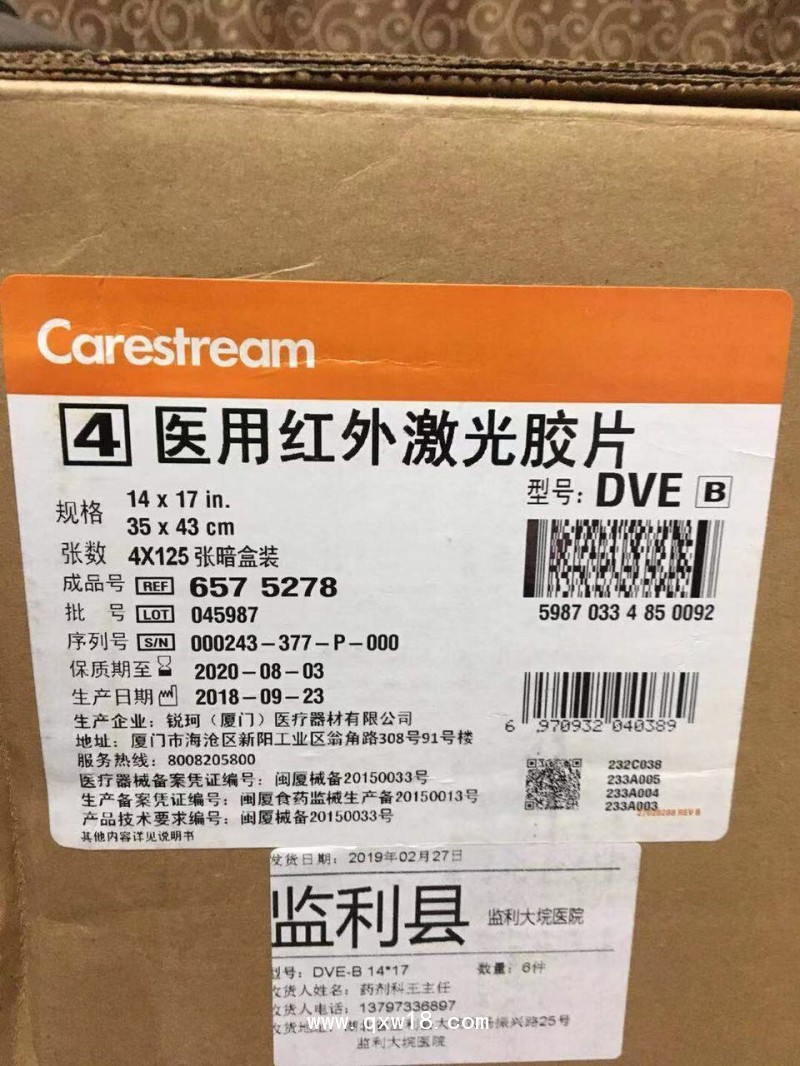 Carestream
4 医用红外激光胶片
型号: DVE B
规格 14 x 17 in.
35 x 43 cm
张数 4X125 张暗盒装
成品号 REF 657 5278
批 号 LOT 045987
5987 033 4 85 0092
序列号 S/N 000243-377-P-000
保质期至 2020-08-03
生产日期 2018-09-23
生产企业: 锐珂(厦门)医疗器材有限公司
6 970932 040389
地址: 厦门市海沧区新阳工业区翁角路308号91号楼
服务热线: 8008205800
医疗器械备案凭证编号: 闽厦械备20150033号
生产备案凭证编号: 闽厦食药监械生产备20150013号
产品技术要求编号: 闽厦械备20150033号
其他内容详见说明书
232C038
233A005
233A004
233A003
REV B
发货日期: 2019年02月27日
监利县 监利大垸医院
型号: DVE-B 14*17 数量: 6件
收货人姓名: 药剂科王主任
收货人电话: 13797336897
收货地址: 振兴路25号
监利大垸医院
www.qxw18.com